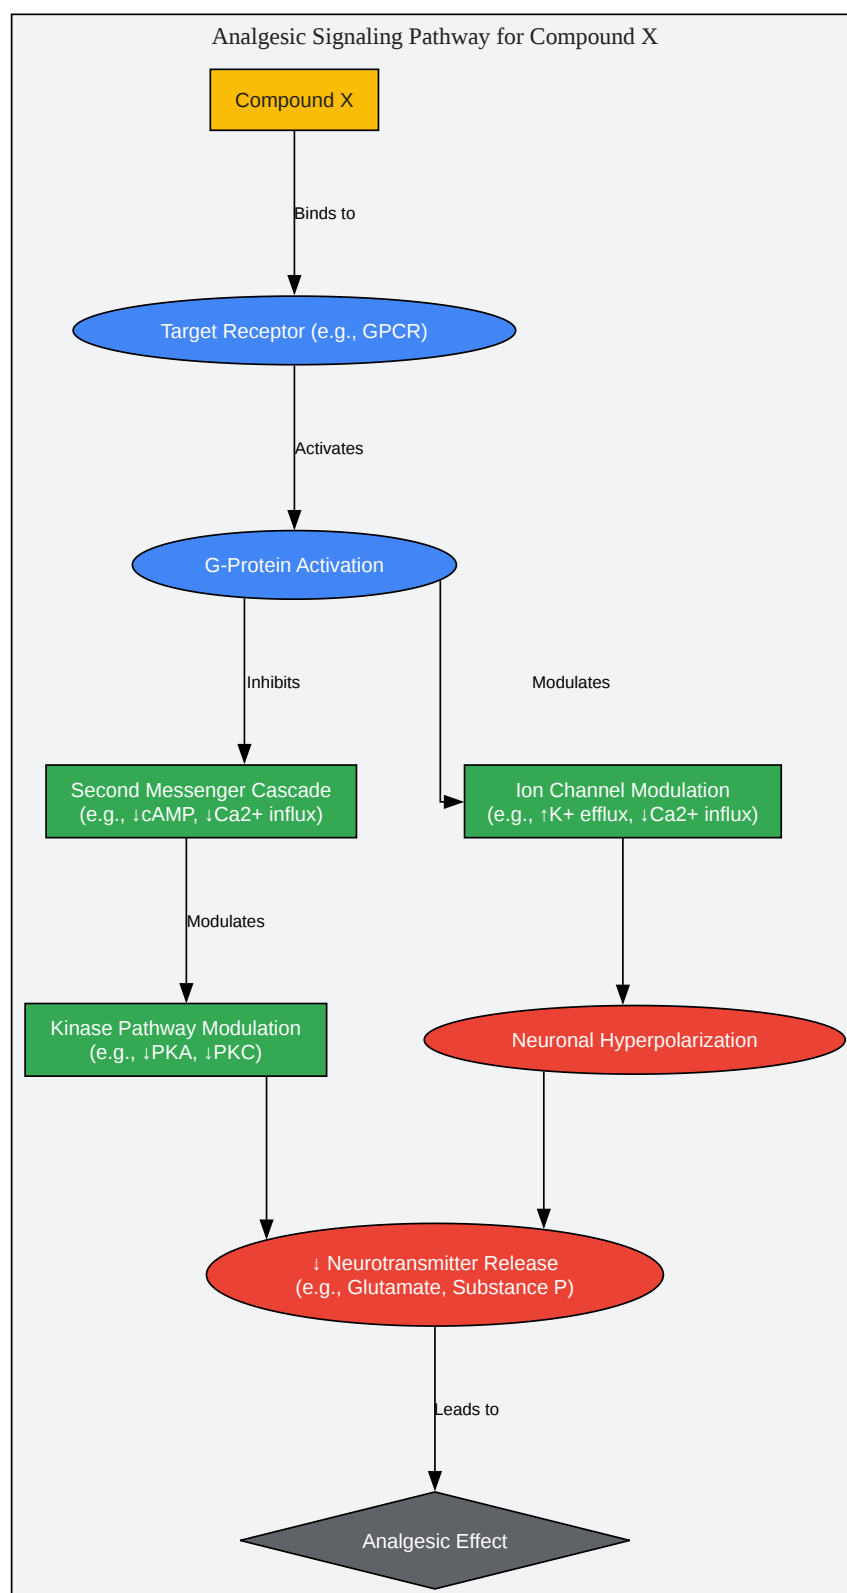 Analgesic Signaling Pathway for Compound X
Compound X
Binds to
Target Receptor (e.g., GPCR)
Activates
G-Protein Activation
Inhibits
Modulates
Second Messenger Cascade
(e.g., ↓cAMP, ↓Ca2+ influx)
Ion Channel Modulation
(e.g., ↑K+ efflux, ↓Ca2+ influx)
Modulates
Kinase Pathway Modulation
(e.g., ↓PKA, ↓PKC)
Neuronal Hyperpolarization
↓ Neurotransmitter Release
(e.g., Glutamate, Substance P)
Leads to
Analgesic Effect